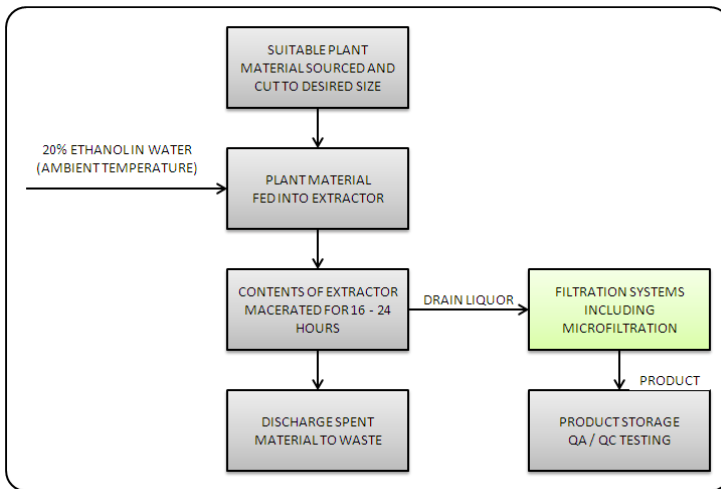 SUITABLE PLANT
MATERIAL SOURCED AND
CUT TO DESIRED SIZE
20% ETHANOL IN WATER
(AMBIENT TEMPERATURE)
PLANT MATERIAL
FED INTO EXTRACTOR
CONTENTS OF EXTRACTOR
MACERATED FOR 16 - 24
HOURS
DRAIN LIQUOR
FILTRATION SYSTEMS
INCLUDING
MICROFILTRATION
PRODUCT
DISCHARGE SPENT
MATERIAL TO WASTE
PRODUCT STORAGE
QA / QC TESTING